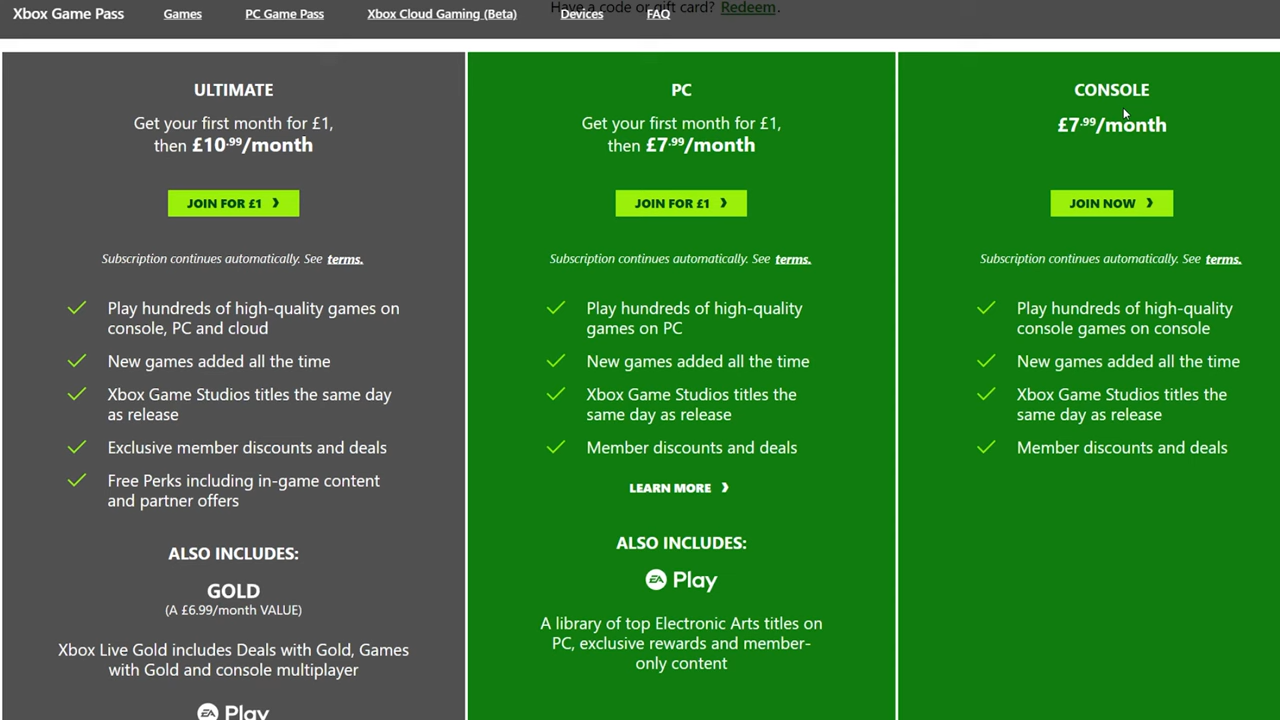 Have a code or gift card? Redeem.
Xbox Game Pass Games PC Game Pass Xbox Cloud Gaming (Beta) Devices FAQ
ULTIMATE
Get your first month for £1,
then £10.99/month
JOIN FOR £1 ❯
Subscription continues automatically. See terms.
Play hundreds of high-quality games on
console, PC and cloud
New games added all the time
Xbox Game Studios titles the same day
as release
Exclusive member discounts and deals
Free Perks including in-game content
and partner offers
ALSO INCLUDES:
GOLD
(A £6.99/month VALUE)
Xbox Live Gold includes Deals with Gold, Games
with Gold and console multiplayer
EA Play
PC
Get your first month for £1,
then £7.99/month
JOIN FOR £1 ❯
Subscription continues automatically. See terms.
Play hundreds of high-quality
games on PC
New games added all the time
Xbox Game Studios titles the
same day as release
Member discounts and deals
LEARN MORE ❯
ALSO INCLUDES:
EA Play
A library of top Electronic Arts titles on
PC, exclusive rewards and member-
only content
CONSOLE
£7.99/month
JOIN NOW ❯
Subscription continues automatically. See terms.
Play hundreds of high-quality
console games on console
New games added all the time
Xbox Game Studios titles the
same day as release
Member discounts and deals